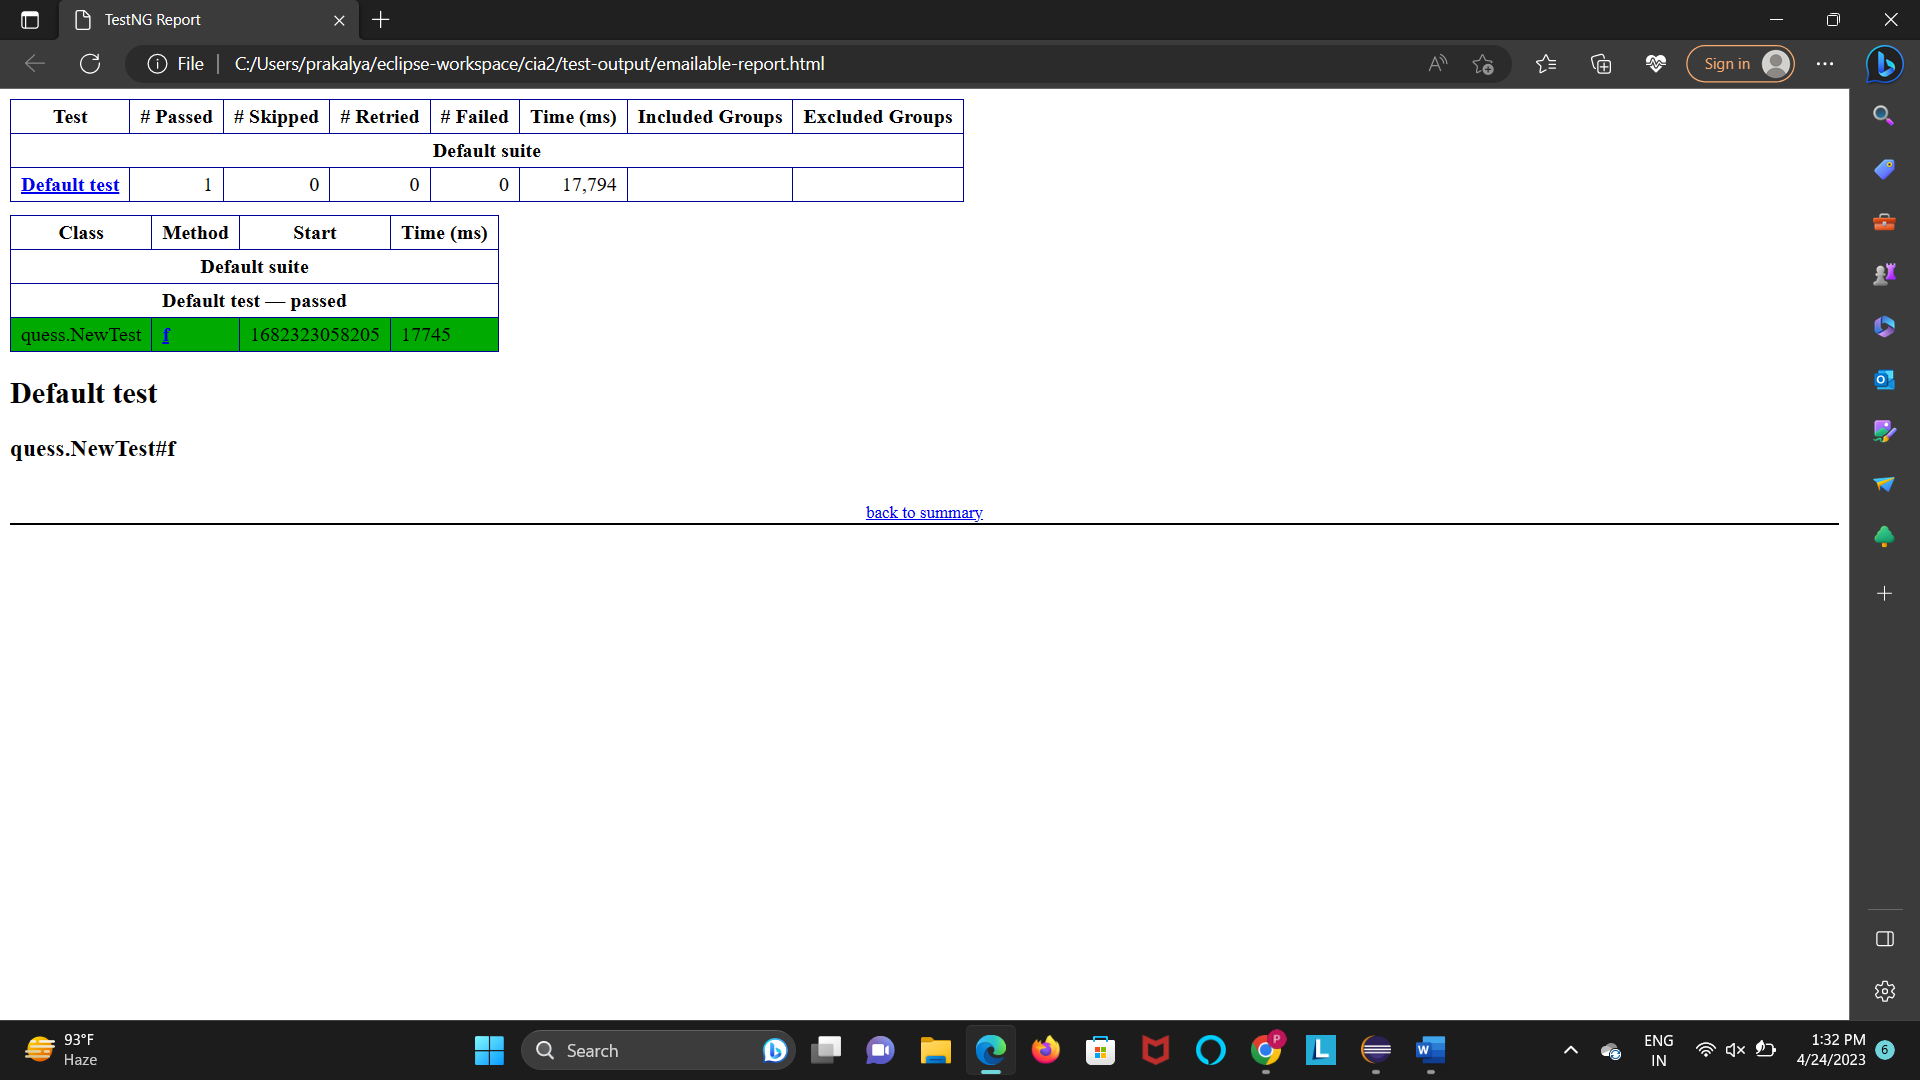 TestNG Report
File C:/Users/prakalya/eclipse-workspace/cia2/test-output/emailable-report.html
Sign in
Test # Passed # Skipped # Retried # Failed Time (ms) Included Groups Excluded Groups
Default suite
Default test 1 0 0 0 17,794
Class Method Start Time (ms)
Default suite
Default test — passed
quess.NewTest f 1682323058205 17745
Default test
quess.NewTest#f
back to summary
93°F
Haze
Search
P
L
W
ENG
IN
1:32 PM
4/24/2023
6